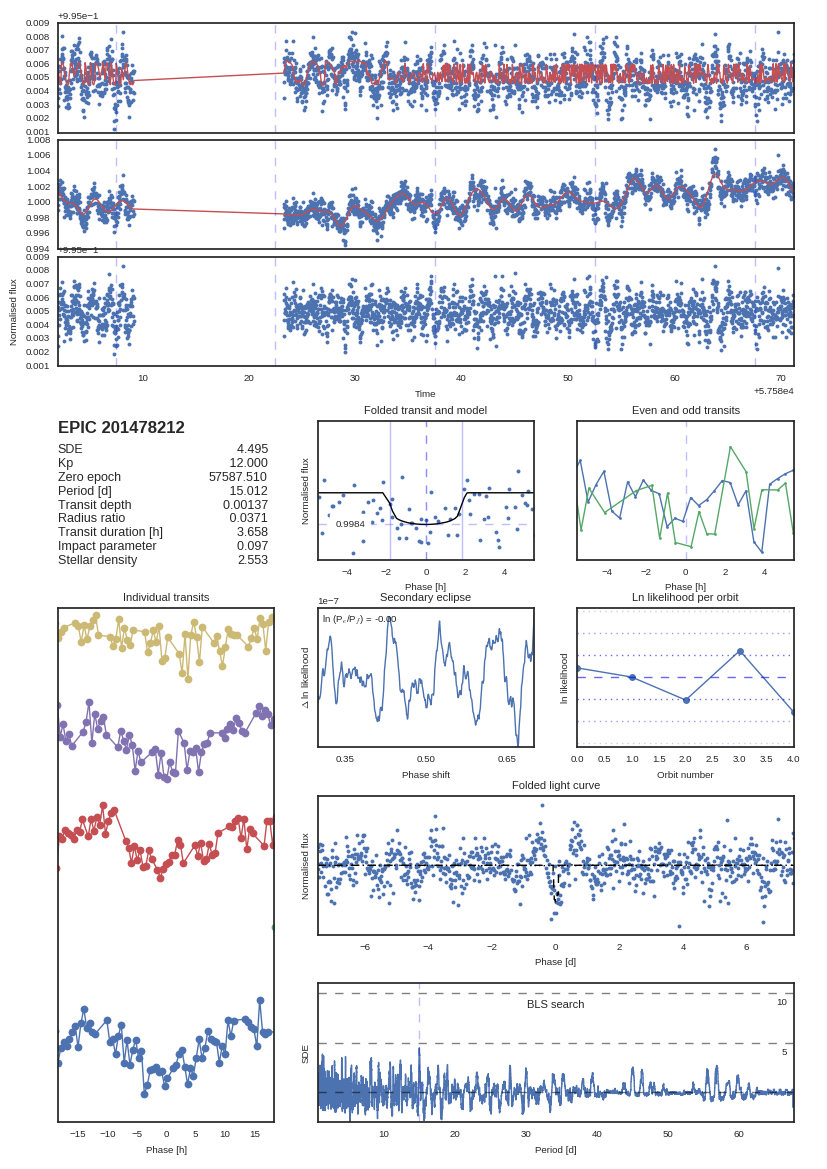 +9.95e−1
0.009
0.008
0.007
0.006
0.005
0.004
0.003
0.002
0.001
1.008
1.006
1.004
1.002
1.000
0.998
0.996
0.994
+9.95e−1
0.009
0.008
0.007
0.006
0.005
0.004
0.003
0.002
0.001
Normalised flux
10 20 30 40 50 60 70
Time
+5.758e4
EPIC 201478212
SDE 4.495
Kp 12.000
Zero epoch 57587.510
Period [d] 15.012
Transit depth 0.00137
Radius ratio 0.0371
Transit duration [h] 3.658
Impact parameter 0.097
Stellar density 2.553
Folded transit and model
Normalised flux
0.9984
−4 −2 0 2 4
Phase [h]
Even and odd transits
−4 −2 0 2 4
Phase [h]
Individual transits
−15 −10 −5 0 5 10 15
Phase [h]
Secondary eclipse
1e−7
ln (Pₑ/P𝒻) = -0.00
Δ ln likelihood
0.35 0.50 0.65
Phase shift
Ln likelihood per orbit
ln likelihood
0.0 0.5 1.0 1.5 2.0 2.5 3.0 3.5 4.0
Orbit number
Folded light curve
Normalised flux
−6 −4 −2 0 2 4 6
Phase [d]
BLS search
10
5
SDE
10 20 30 40 50 60
Period [d]